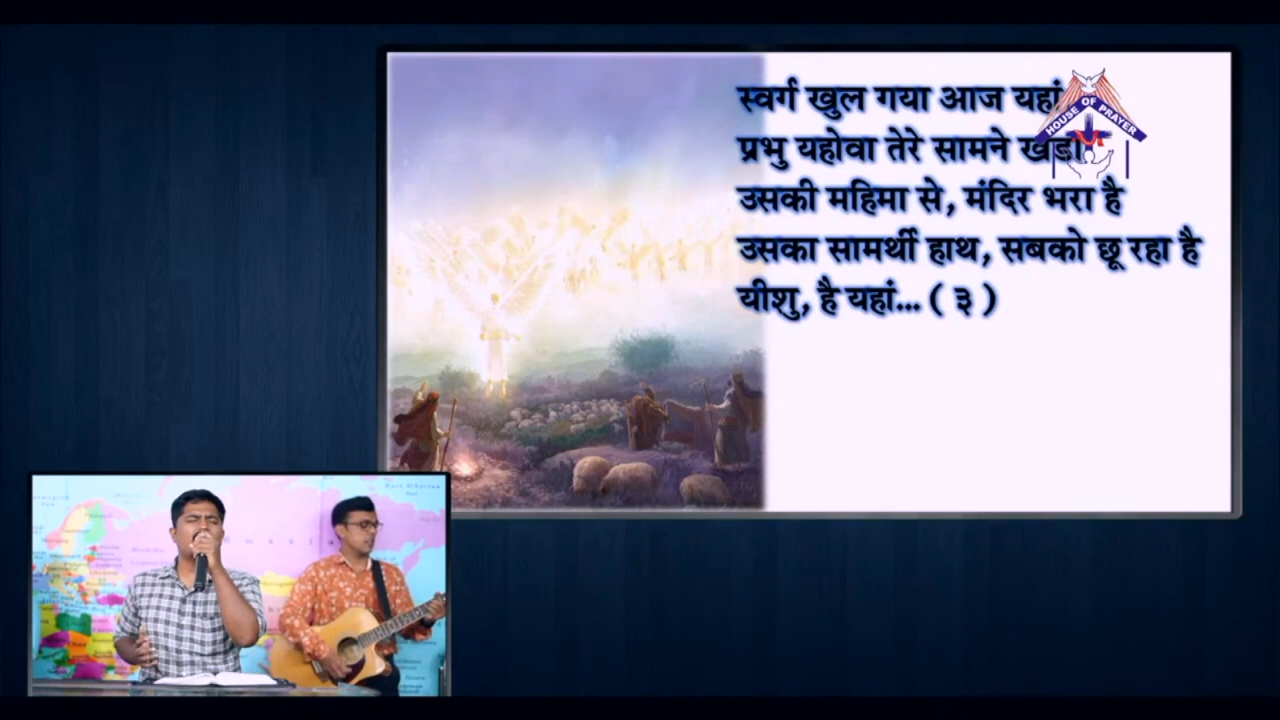 स्वर्ग खुल गया आज यहां
प्रभु यहोवा तेरे सामने खडा
उसकी महिमा से, मंदिर भरा है
उसका सामर्थी हाथ, सबको छू रहा है
यीशु, है यहां... ( ३ )
HOUSE OF PRAYER